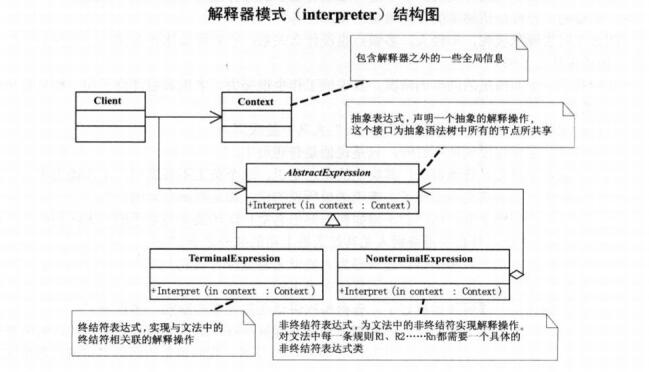 解释器模式（interpreter）结构图
包含解释器之外的一些全局信息
Client
Context
抽象表达式，声明一个抽象的解释操作，
这个接口为抽象语法树中所有的节点所共享
AbstractExpression
+Interpret(in context : Context)
TerminalExpression
NonterminalExpression
+Interpret(in context : Context)
+Interpret(in context : Context)
终结符表达式，实现与文法中的
终结符相关联的解释操作
非终结符表达式，为文法中的非终结符实现解释操作。
对文法中每一条规则R1、R2……Rn都需要一个具体的
非终结符表达式类